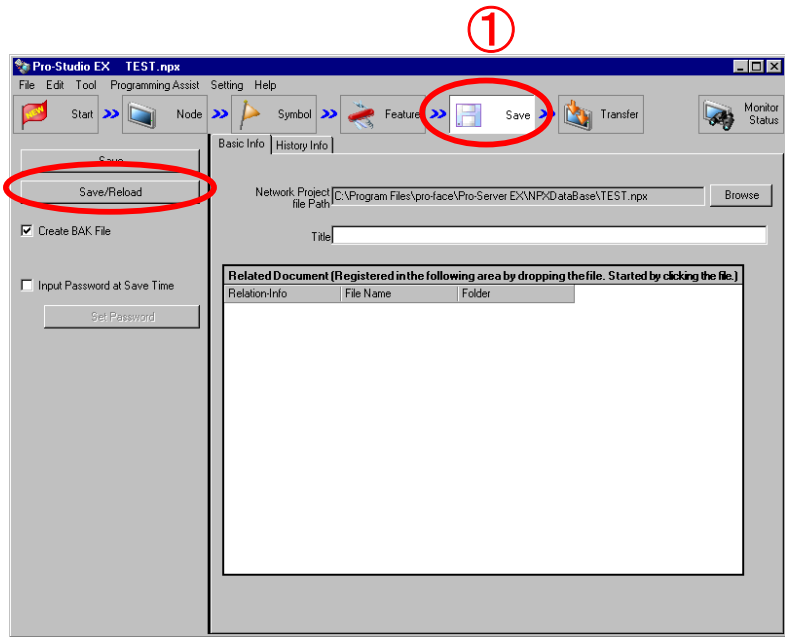 ①
Pro-Studio EX TEST.npx
File Edit Tool Programming Assist Setting Help
Start Node Symbol Feature Save Transfer Monitor Status
Basic Info History Info
Save
Save/Reload
Network Project file Path C:\Program Files\pro-face\Pro-Server EX\NPXDataBase\TEST.npx Browse
Create BAK File
Title
Related Document (Registered in the following area by dropping the file. Started by clicking the file.)
Input Password at Save Time
Relation-Info File Name Folder
Set Password